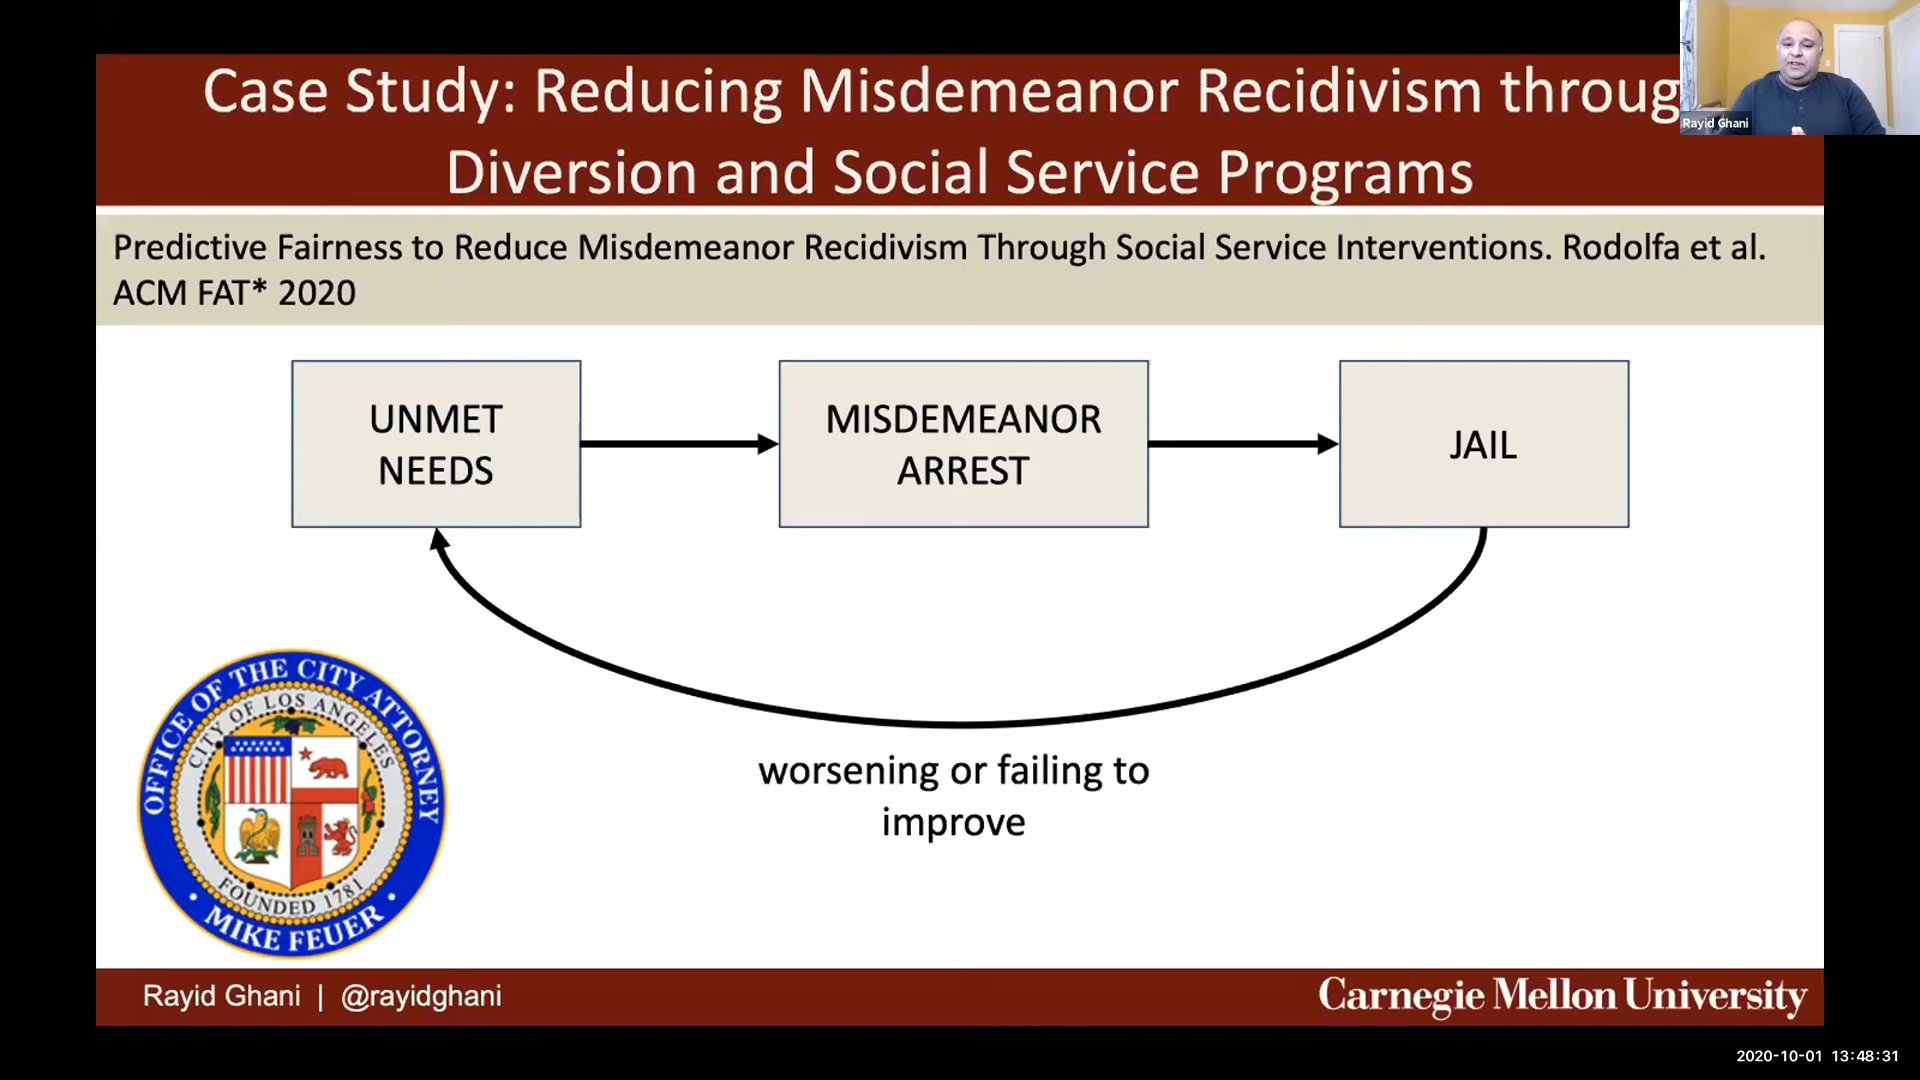 Case Study: Reducing Misdemeanor Recidivism throug
Diversion and Social Service Programs
Rayid Ghani
Predictive Fairness to Reduce Misdemeanor Recidivism Through Social Service Interventions. Rodolfa et al.
ACM FAT* 2020
UNMET
NEEDS
MISDEMEANOR
ARREST
JAIL
worsening or failing to
improve
OFFICE OF THE CITY ATTORNEY
CITY OF LOS ANGELES
FOUNDED 1781
MIKE FEUER
Rayid Ghani | @rayidghani
Carnegie Mellon University
2020-10-01 13:48:31